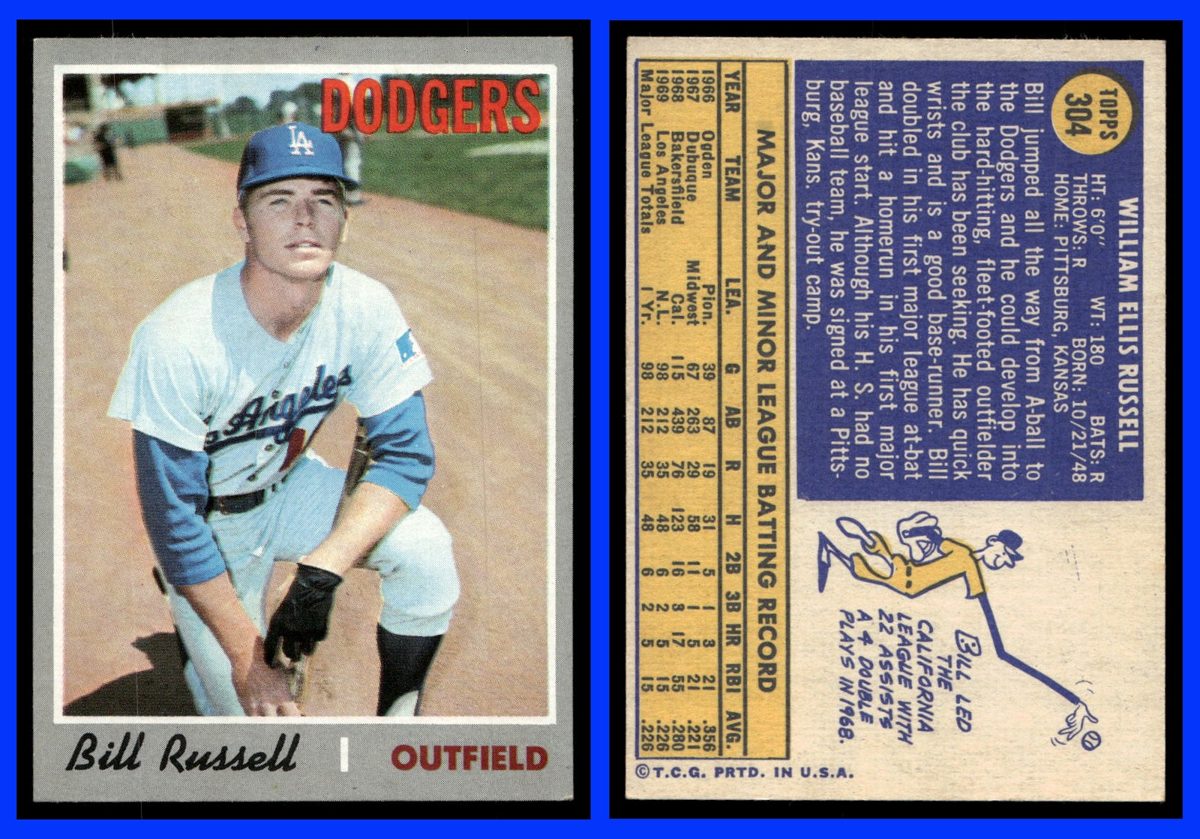 DODGERS
LA
Los Angeles
Bill Russell
OUTFIELD
TOPPS
304
WILLIAM ELLIS RUSSELL
HT: 6'0" WT: 180 BATS: R
THROWS: R BORN: 10/21/48
HOME: PITTSBURG, KANSAS
Bill jumped all the way from A-ball to
the Dodgers and he could develop into
the hard-hitting, fleet-footed outfielder
the club has been seeking. He has quick
wrists and is a good base-runner. Bill
doubled in his first major league at-bat
and hit a homerun in his first major
league start. Although his H. S. had no
baseball team, he was signed at a Pitts-
burg, Kans. try-out camp.
BILL LED
THE
CALIFORNIA
LEAGUE WITH
22 ASSISTS
& 4 DOUBLE
PLAYS IN 1968.
MAJOR AND MINOR LEAGUE BATTING RECORD
YEAR TEAM LEA. G AB R H 2B 3B HR RBI AVG.
1966 Ogden Pion. 39 87 19 31 5 1 3 21 .356
1967 Dubuque Midwest 67 263 29 58 11 1 5 21 .221
1968 Bakersfield Cal. 115 439 76 123 16 8 17 55 .280
1969 Los Angeles N.L. 98 212 35 48 6 2 5 15 .226
Major League Totals 1 Yr. 98 212 35 48 6 2 5 15 .226
©T.C.G. PRTD. IN U.S.A.